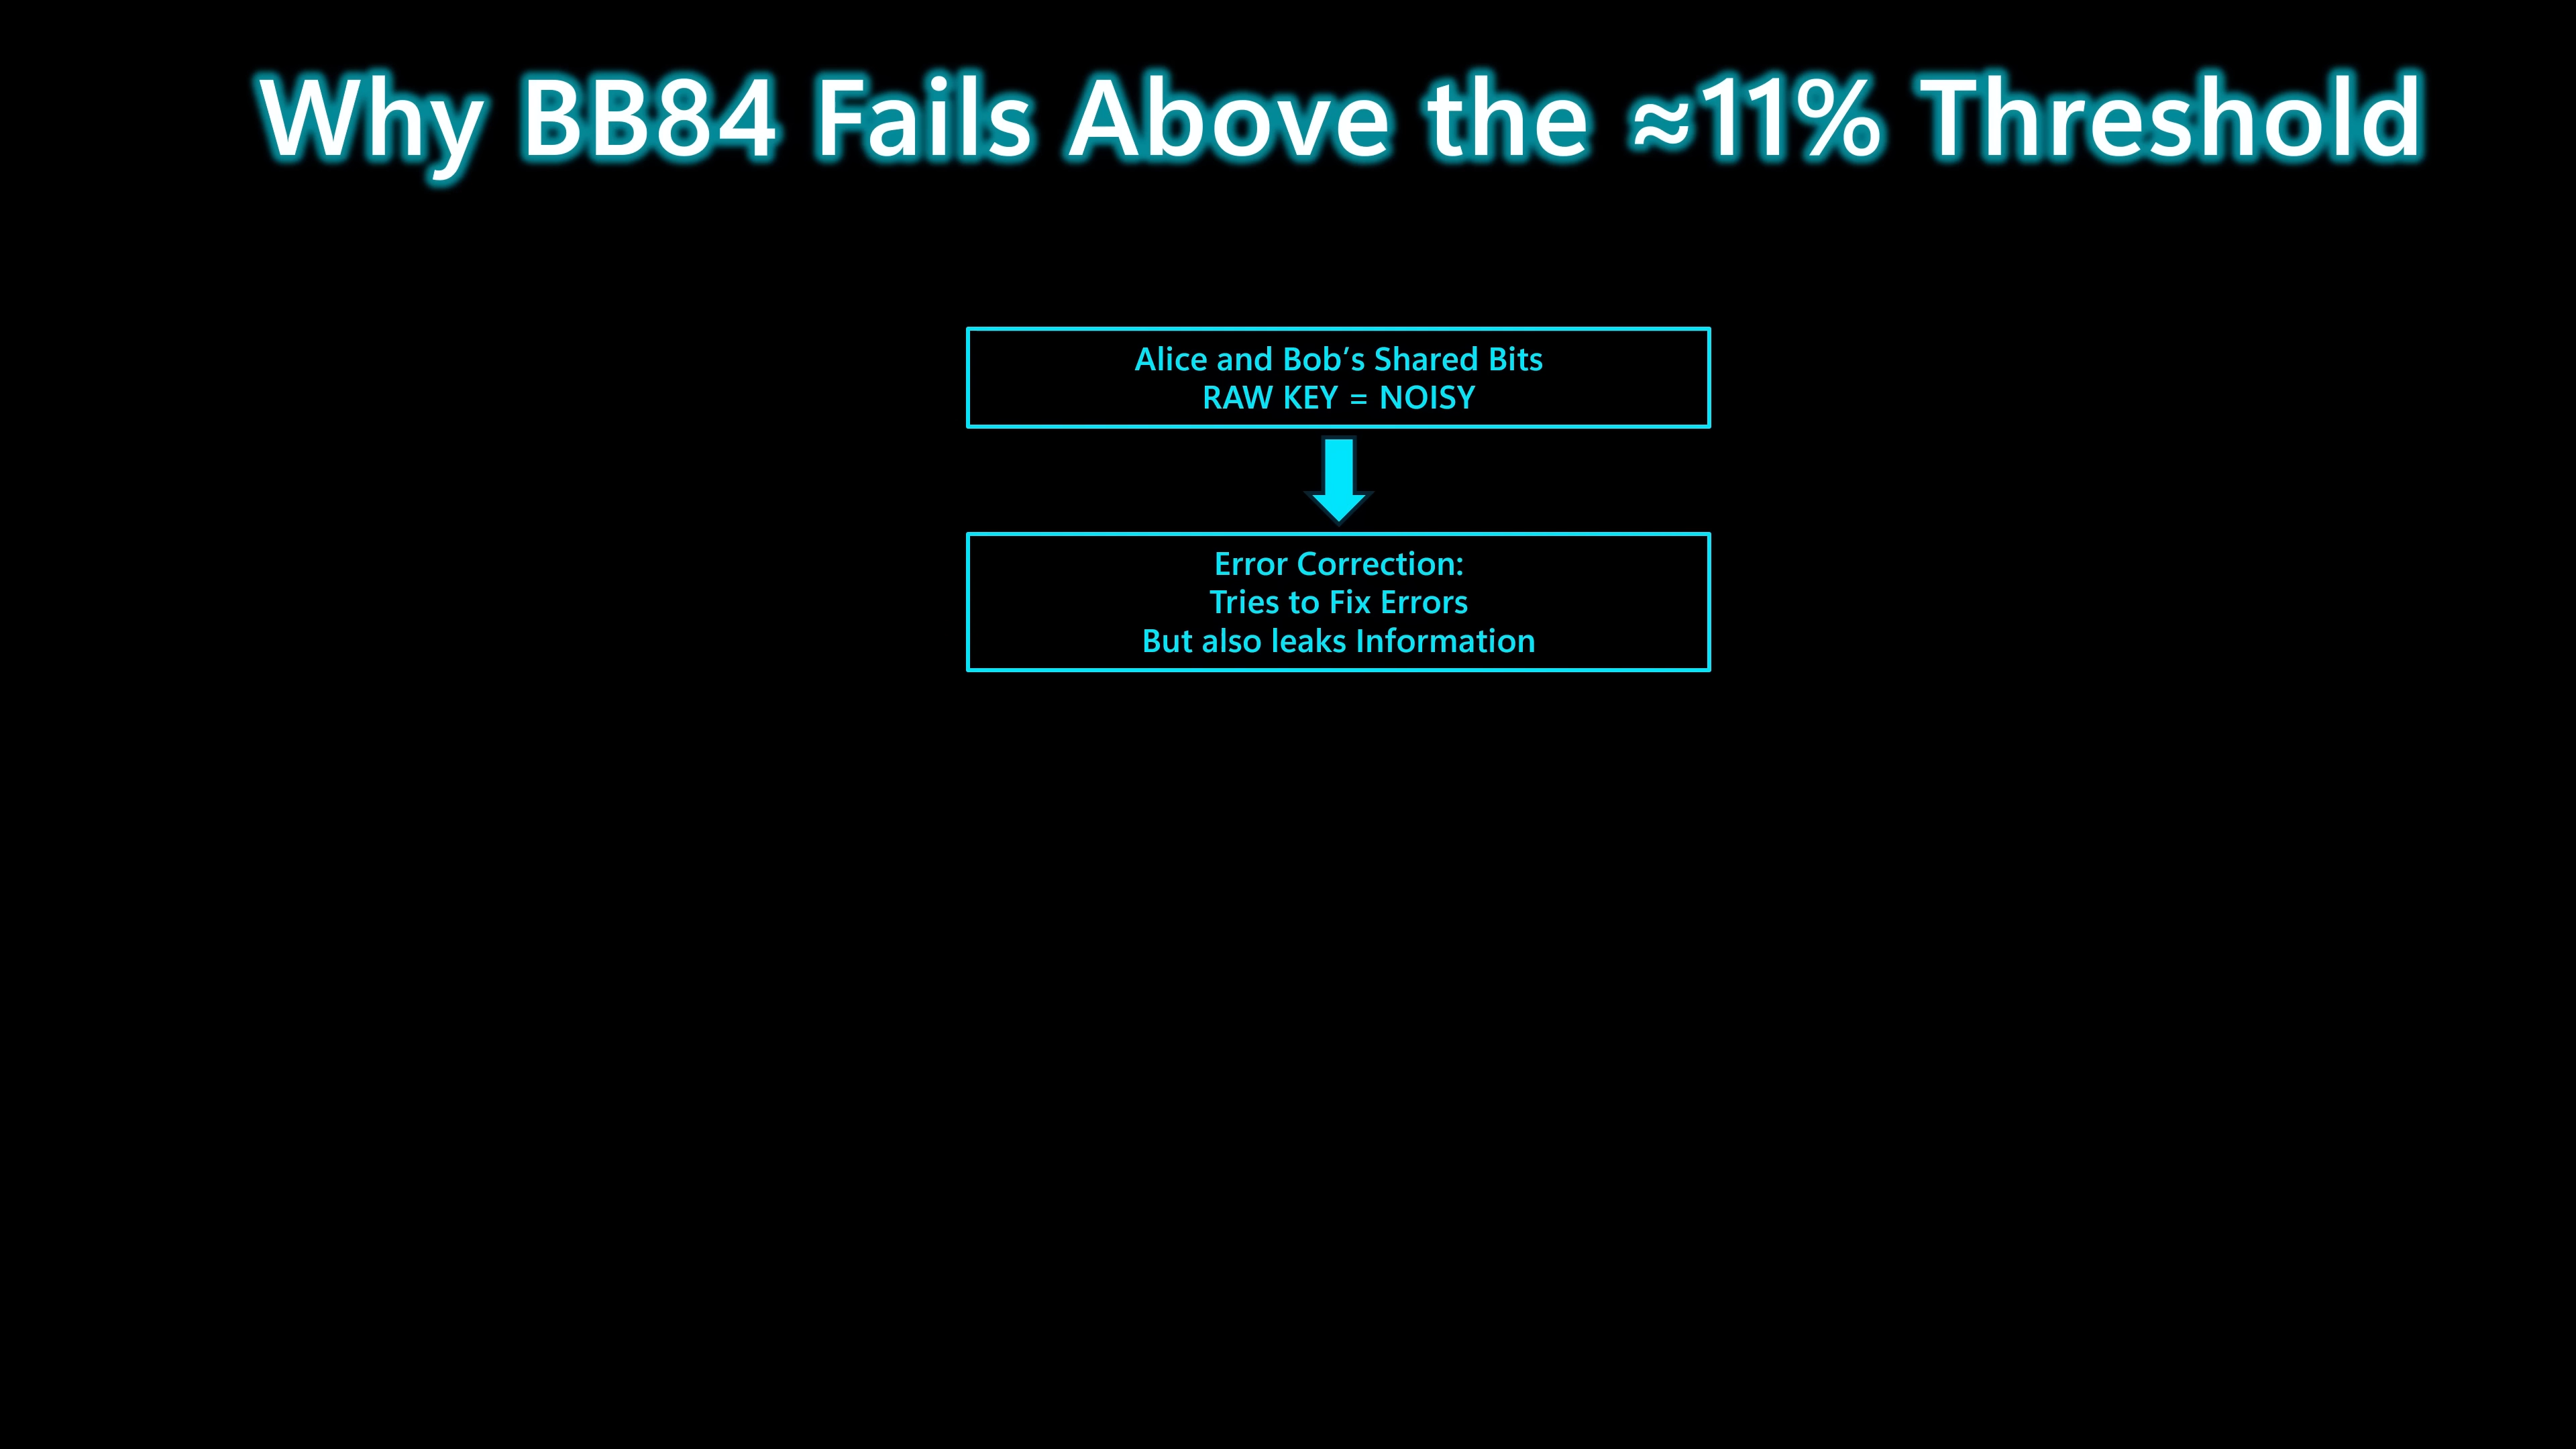 Why BB84 Fails Above the ≈11% Threshold
Alice and Bob’s Shared Bits
RAW KEY = NOISY
Error Correction:
Tries to Fix Errors
But also leaks Information